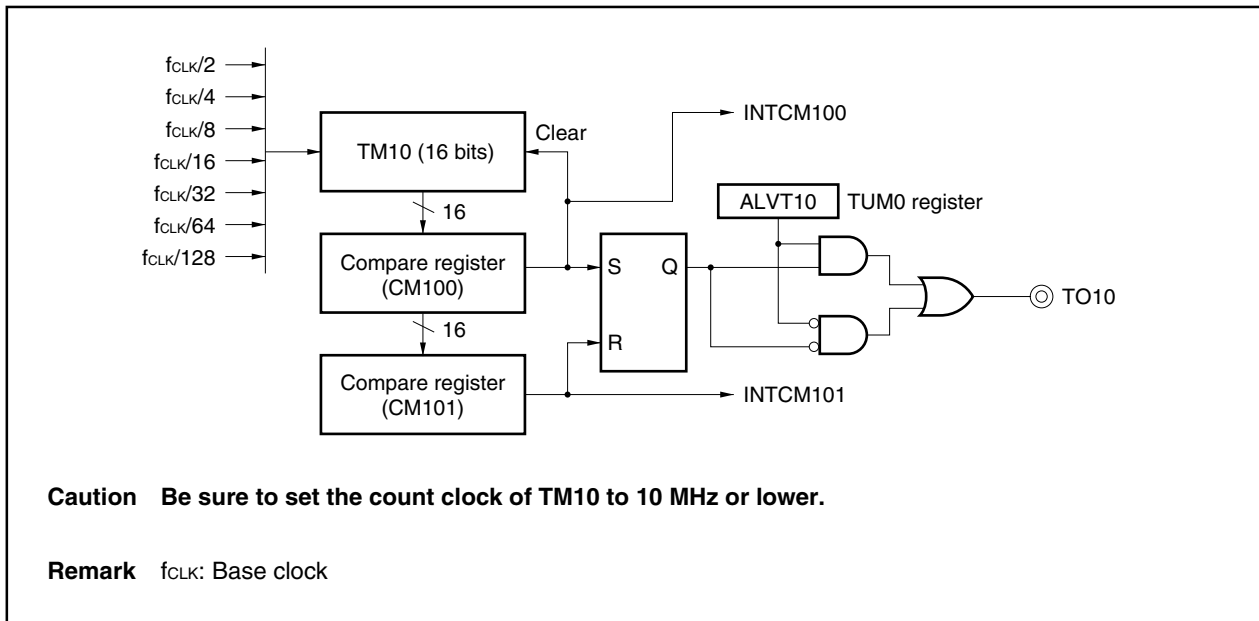 fCLK/2
fCLK/4
fCLK/8
fCLK/16
fCLK/32
fCLK/64
fCLK/128
TM10 (16 bits)
Clear
INTCM100
ALVT10
TUM0 register
16
Compare register
(CM100)
S
Q
R
TO10
16
Compare register
(CM101)
INTCM101
Caution Be sure to set the count clock of TM10 to 10 MHz or lower.
Remark fCLK: Base clock